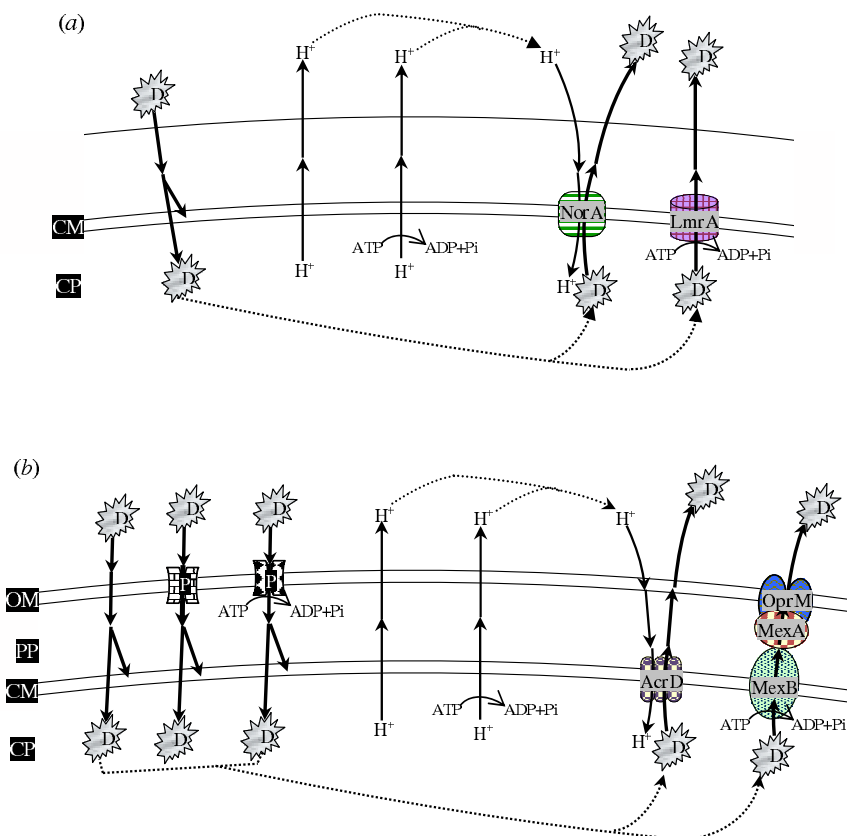 (a)
D
H⁺
H⁺
H⁺
D
D
CM
NorA
LmrA
ATP
ADP+Pi
ATP
ADP+Pi
CP
D
H⁺
H⁺
H⁺
D
D
(b)
D
D
D
H⁺
H⁺
H⁺
D
D
OM
P
P
ATP
ADP+Pi
OprM
PP
MexA
CM
AcrD
MexB
ATP
ADP+Pi
ATP
ADP+Pi
CP
D
D
D
H⁺
H⁺
H⁺
D
D